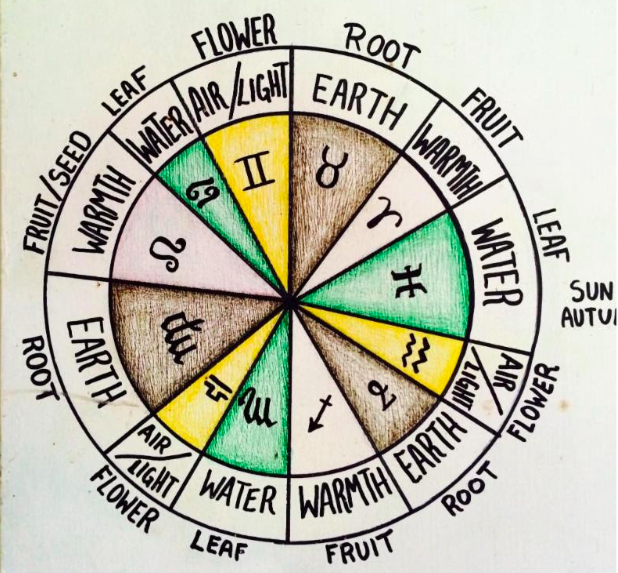 FLOWER
AIR/LIGHT
ROOT
EARTH
FRUIT
WARMTH
LEAF
WATER
SUN
AUTU
FLOWER
AIR/
LIGHT
ROOT
EARTH
FRUIT
WARMTH
LEAF
WATER
FLOWER
AIR/
LIGHT
ROOT
EARTH
FRUIT/SEED
WARMTH
LEAF
WATER